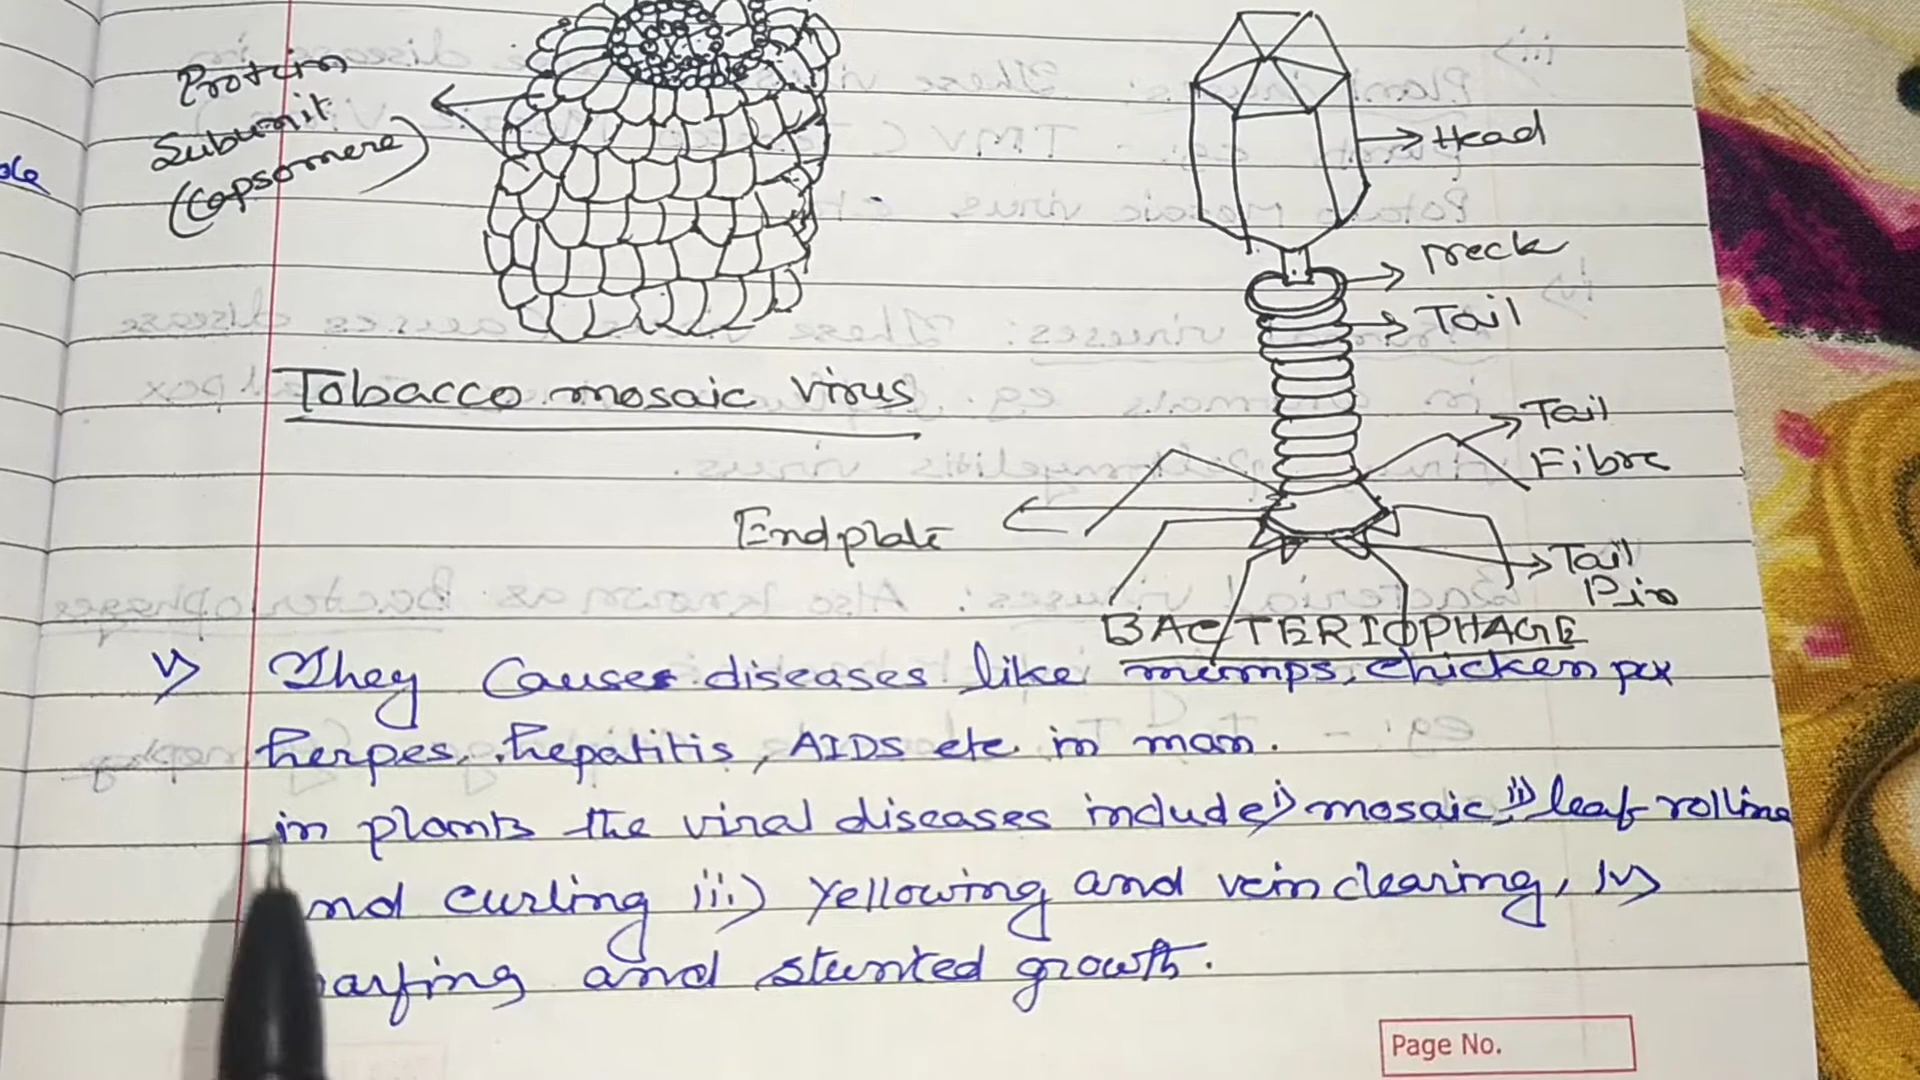 Protein
Subunit
(Capsomere)
Head
neck
Tail
Tobacco mosaic virus
Tail
Fibre
Endplate
Tail
Pin
BACTERIOPHAGE
v) They Causes diseases like mumps, chicken pox
herpes, hepatitis, AIDS etc in man.
in plants the viral diseases include i) mosaic, ii) leaf rolling
nd curling iii) Yellowing and vein clearing, iv)
arfing and stunted growth.
Page No.